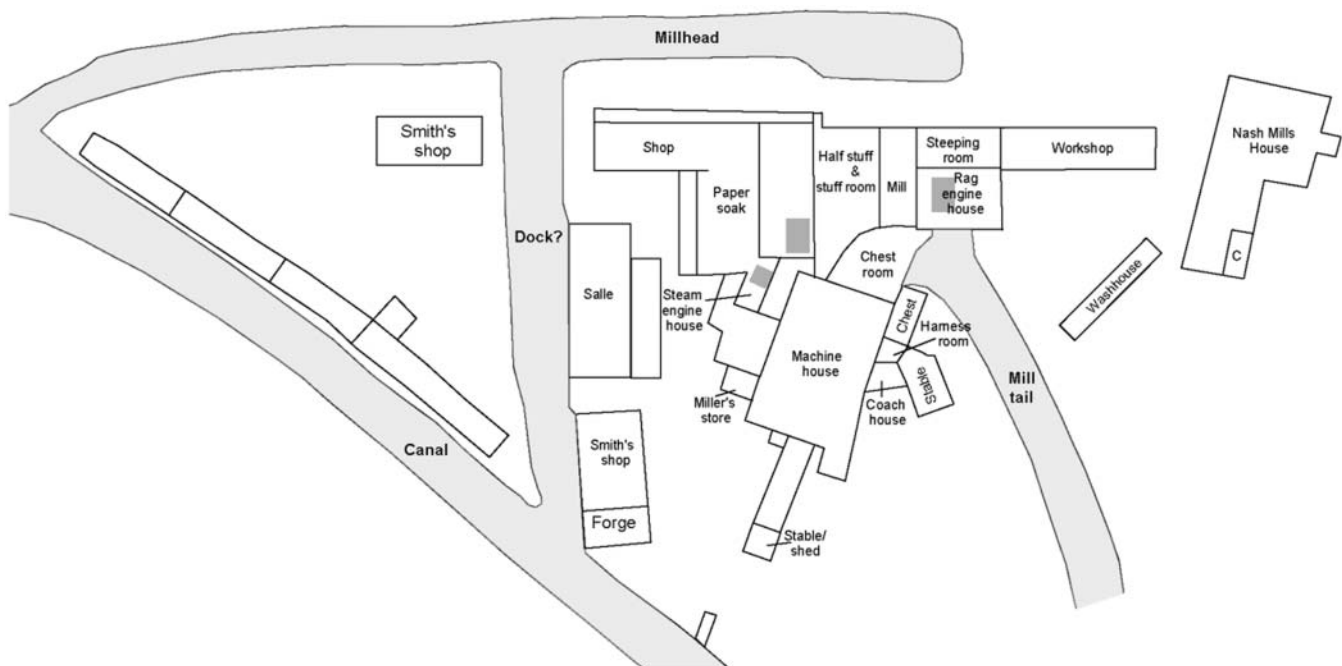 Millhead
Smith's
shop
Shop
Half stuff
&
stuff room
Mill
Steeping
room
Workshop
Nash Mills
House
Rag
engine
house
Paper
soak
Dock?
Chest
room
C
Washhouse
Salle
Steam
engine
house
Chest
Harness
room
Machine
house
Stable
Mill
tail
Miller's
store
Coach
house
Canal
Smith's
shop
Forge
Stable/
shed